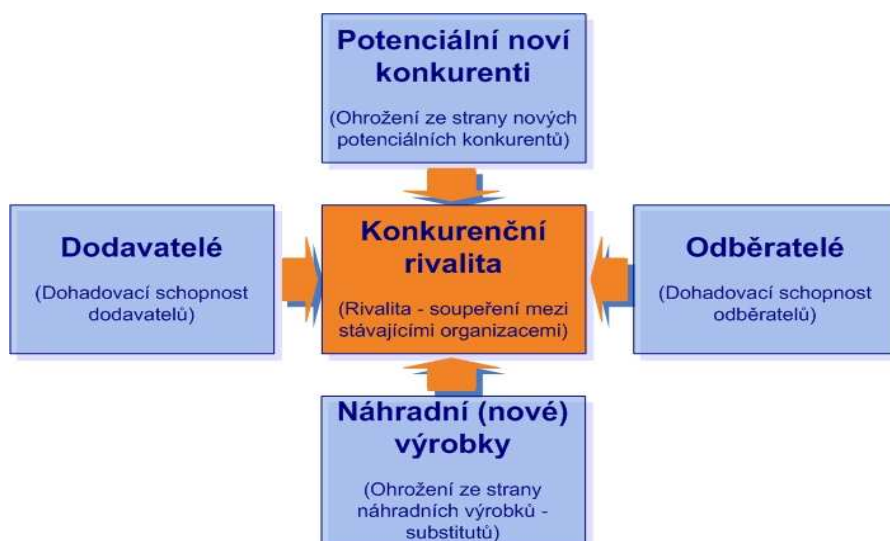 Potenciální noví
konkurenti
(Ohrožení ze strany nových
potenciálních konkurentů)
Dodavatelé
(Dohadovací schopnost
dodavatelů)
Konkurenční
rivalita
(Rivalita - soupeření mezi
stávajícími organizacemi)
Odběratelé
(Dohadovací schopnost
odběratelů)
Náhradní (nové)
výrobky
(Ohrožení ze strany
náhradních výrobků -
substitutů)